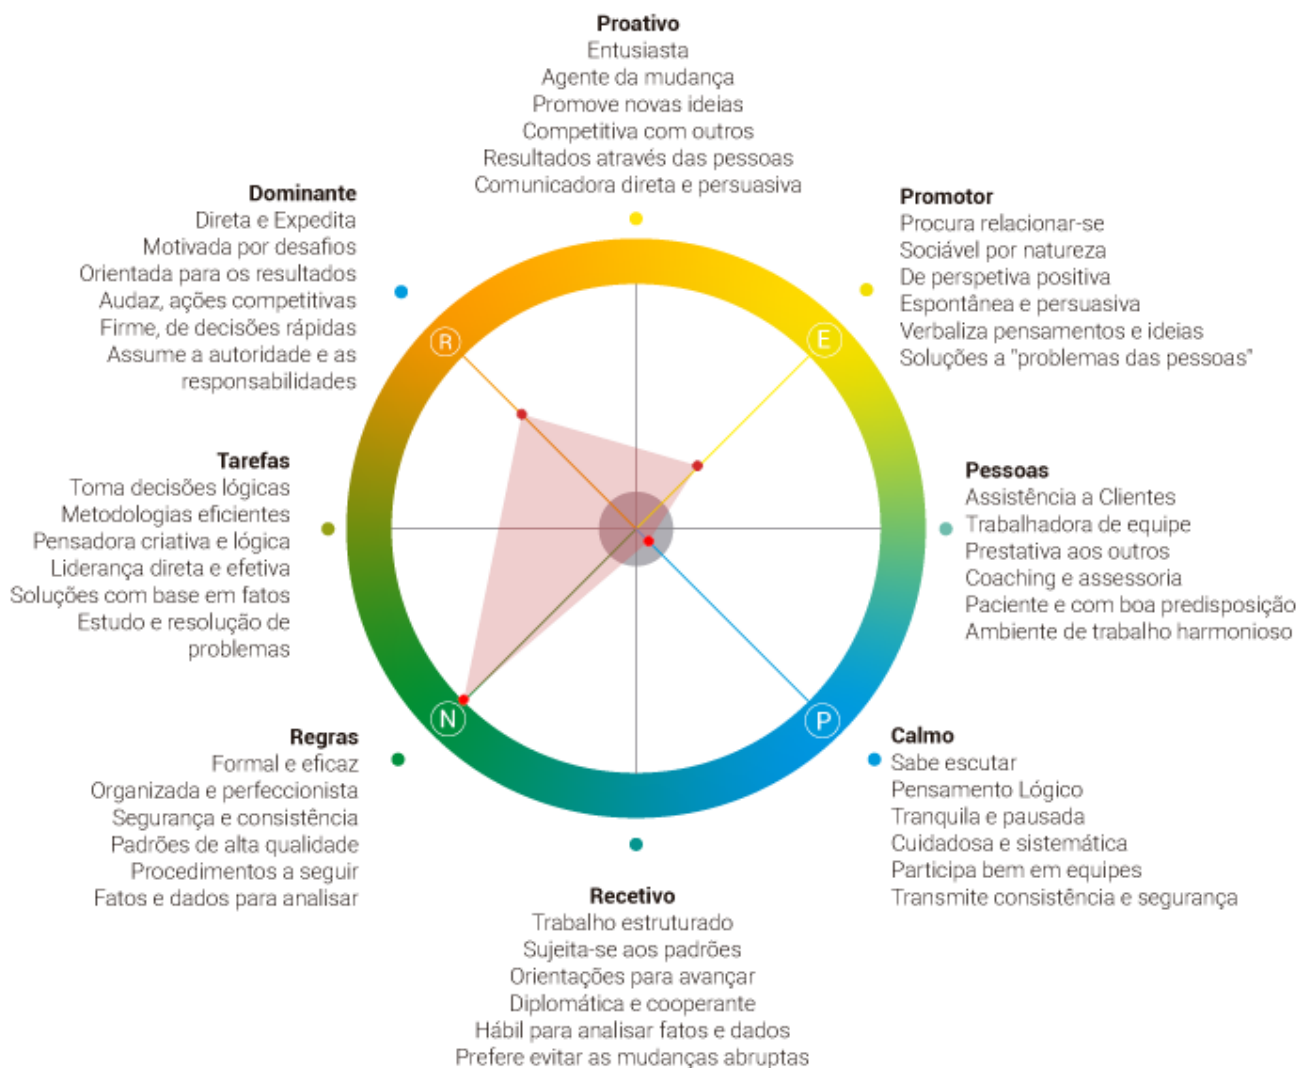 Proativo
Entusiasta
Agente da mudança
Promove novas ideias
Competitiva com outros
Resultados através das pessoas
Comunicadora direta e persuasiva
Dominante
Direta e Expedita
Motivada por desafios
Orientada para os resultados
Audaz, ações competitivas
Firme, de decisões rápidas
Assume a autoridade e as
responsabilidades
Promotor
Procura relacionar-se
Sociável por natureza
De perspetiva positiva
Espontânea e persuasiva
Verbaliza pensamentos e ideias
Soluções a "problemas das pessoas"
R
E
Tarefas
Toma decisões lógicas
Metodologias eficientes
Pensadora criativa e lógica
Liderança direta e efetiva
Soluções com base em fatos
Estudo e resolução de
problemas
Pessoas
Assistência a Clientes
Trabalhadora de equipe
Prestativa aos outros
Coaching e assessoria
Paciente e com boa predisposição
Ambiente de trabalho harmonioso
N
P
Regras
Formal e eficaz
Organizada e perfeccionista
Segurança e consistência
Padrões de alta qualidade
Procedimentos a seguir
Fatos e dados para analisar
Calmo
Sabe escutar
Pensamento Lógico
Tranquila e pausada
Cuidadosa e sistemática
Participa bem em equipes
Transmite consistência e segurança
Recetivo
Trabalho estruturado
Sujeita-se aos padrões
Orientações para avançar
Diplomática e cooperante
Hábil para analisar fatos e dados
Prefere evitar as mudanças abruptas